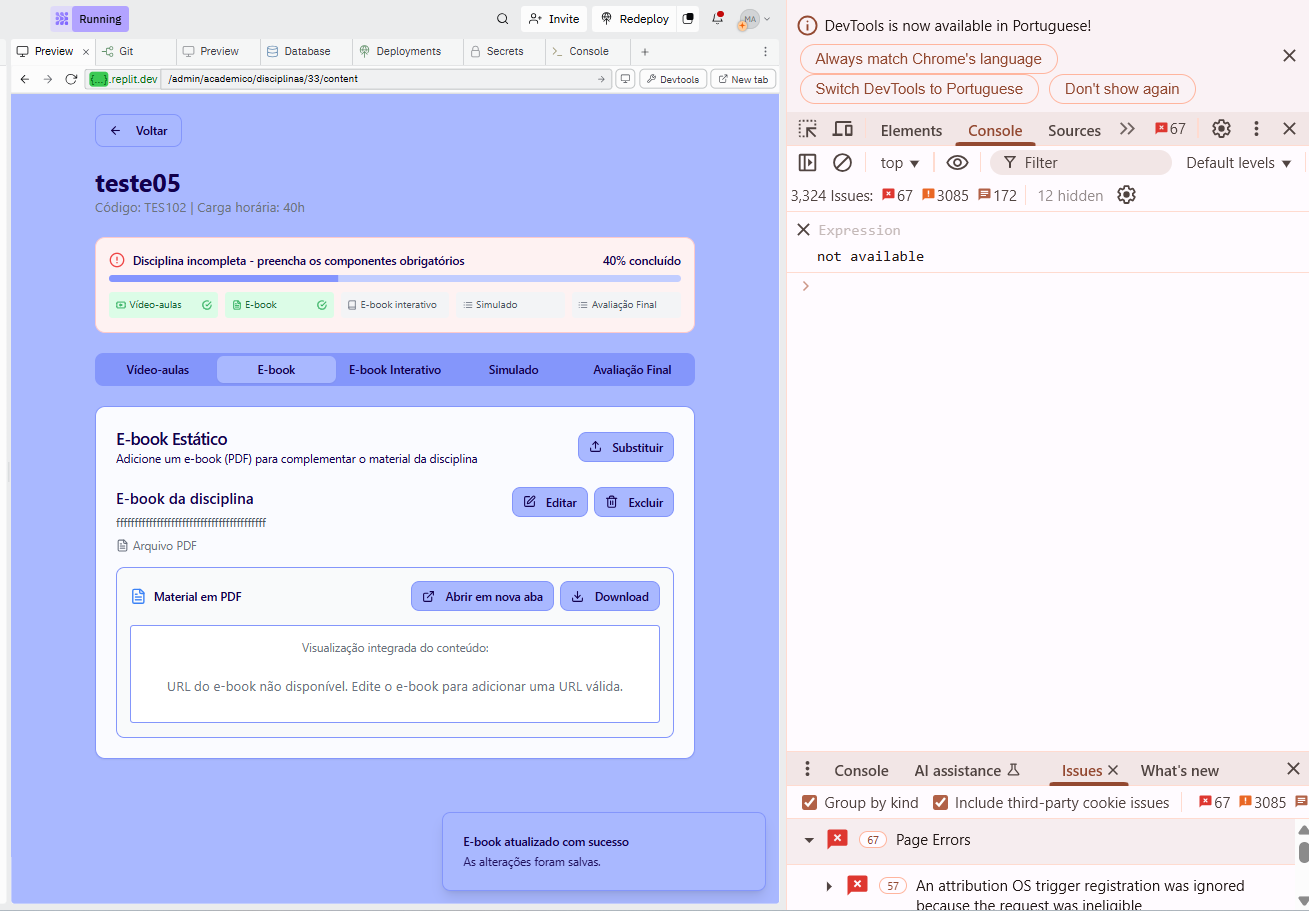 Running
Invite
Redeploy
MA
Preview
Git
Preview
Database
Deployments
Secrets
Console
{...}.replit.dev
/admin/academico/disciplinas/33/content
Devtools
New tab
Voltar
teste05
Código: TES102 | Carga horária: 40h
Disciplina incompleta - preencha os componentes obrigatórios
40% concluído
Vídeo-aulas
E-book
E-book interativo
Simulado
Avaliação Final
Vídeo-aulas
E-book
E-book Interativo
Simulado
Avaliação Final
E-book Estático
Adicione um e-book (PDF) para complementar o material da disciplina
Substituir
E-book da disciplina
Editar
Excluir
Arquivo PDF
Material em PDF
Abrir em nova aba
Download
Visualização integrada do conteúdo:
URL do e-book não disponível. Edite o e-book para adicionar uma URL válida.
E-book atualizado com sucesso
As alterações foram salvas.
DevTools is now available in Portuguese!
Always match Chrome's language
Switch DevTools to Portuguese
Don't show again
Elements
Console
Sources
67
top
Filter
Default levels
3,324 Issues:
67
3085
172
12 hidden
Expression
not available
Console
AI assistance
Issues
What's new
Group by kind
Include third-party cookie issues
67
3085
67
Page Errors
57
An attribution OS trigger registration was ignored
because the request was ineligible